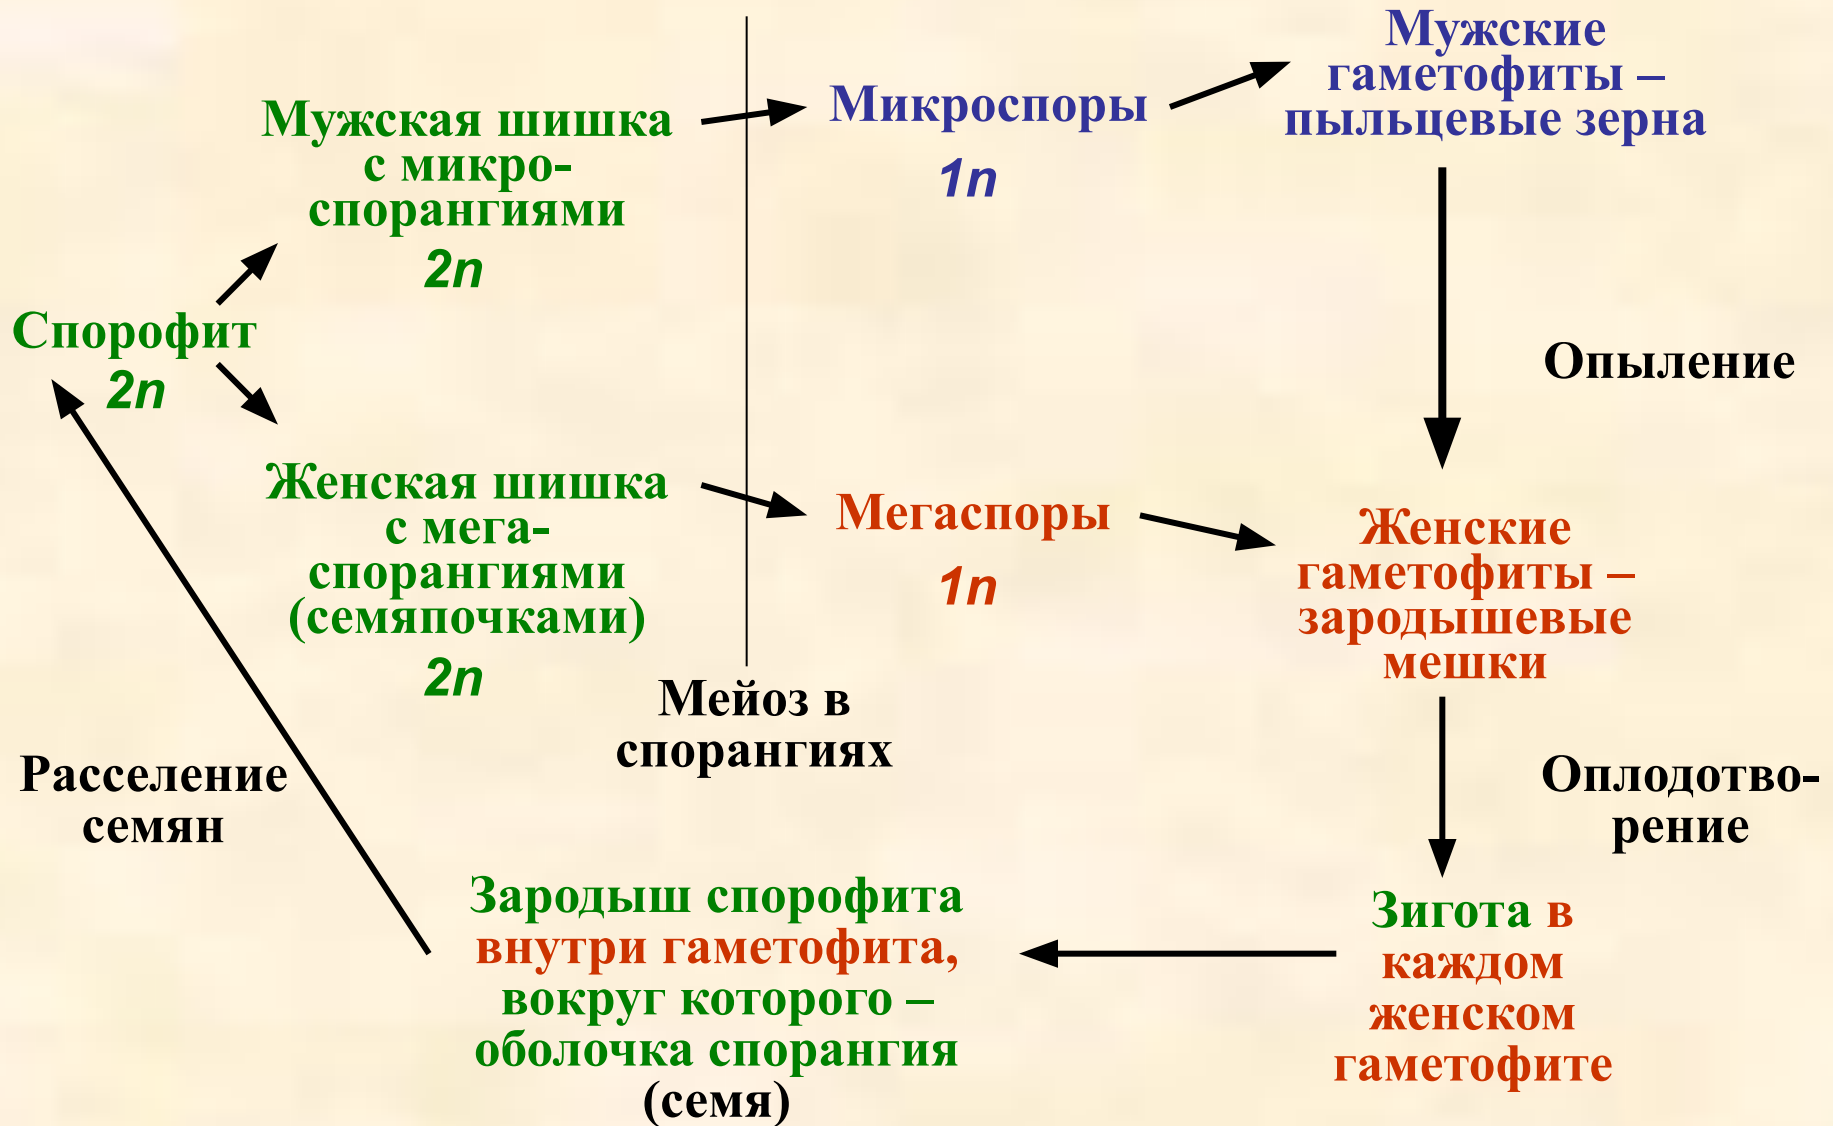 Мужские
гаметофиты –
пыльцевые зерна
Мужская шишка
с микро-
спорангиями
2n
Микроспоры
1n
Спорофит
2n
Опыление
Женская шишка
с мега-
спорангиями
(семяпочками)
2n
Мегаспоры
1n
Женские
гаметофиты –
зародышевые
мешки
Мейоз в
спорангиях
Расселение
семян
Оплодотво-
рение
Зародыш спорофита
внутри гаметофита,
вокруг которого –
оболочка спорангия
(семя)
Зигота в
каждом
женском
гаметофите